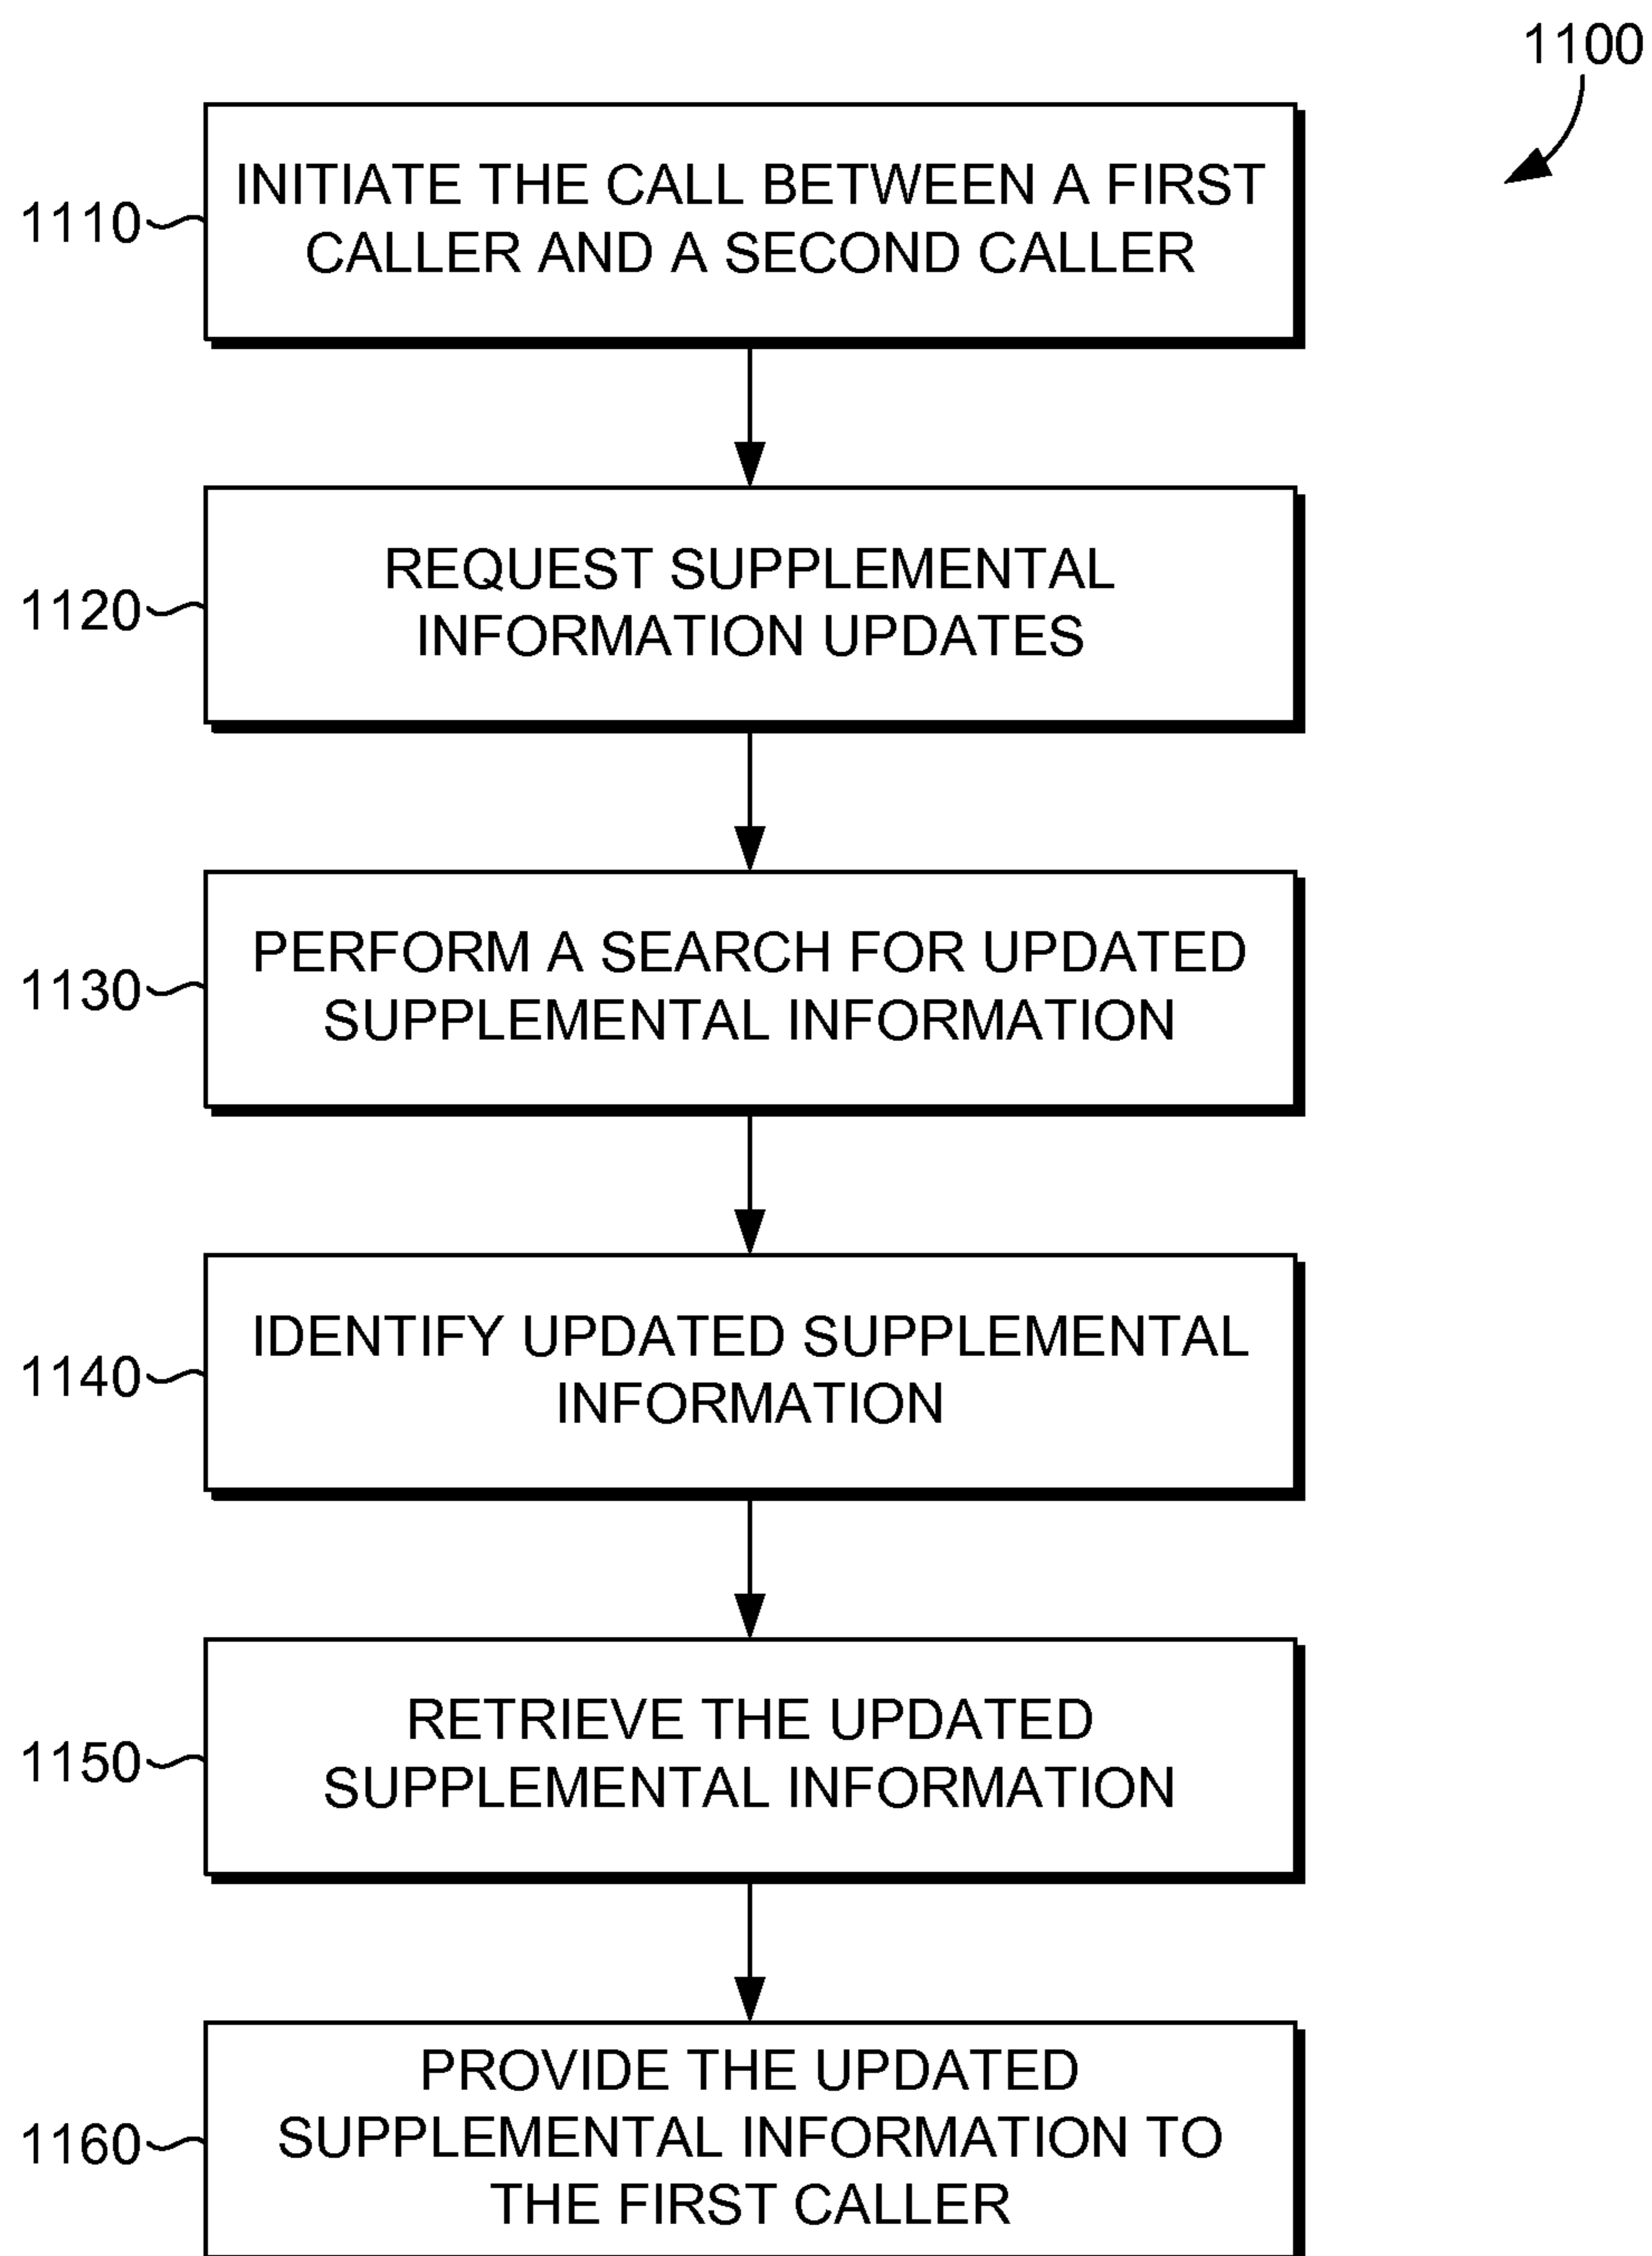 1100
INITIATE THE CALL BETWEEN A FIRST
CALLER AND A SECOND CALLER
1110
REQUEST SUPPLEMENTAL
INFORMATION UPDATES
1120
PERFORM A SEARCH FOR UPDATED
SUPPLEMENTAL INFORMATION
1130
IDENTIFY UPDATED SUPPLEMENTAL
INFORMATION
1140
RETRIEVE THE UPDATED
SUPPLEMENTAL INFORMATION
1150
PROVIDE THE UPDATED
SUPPLEMENTAL INFORMATION TO
THE FIRST CALLER
1160